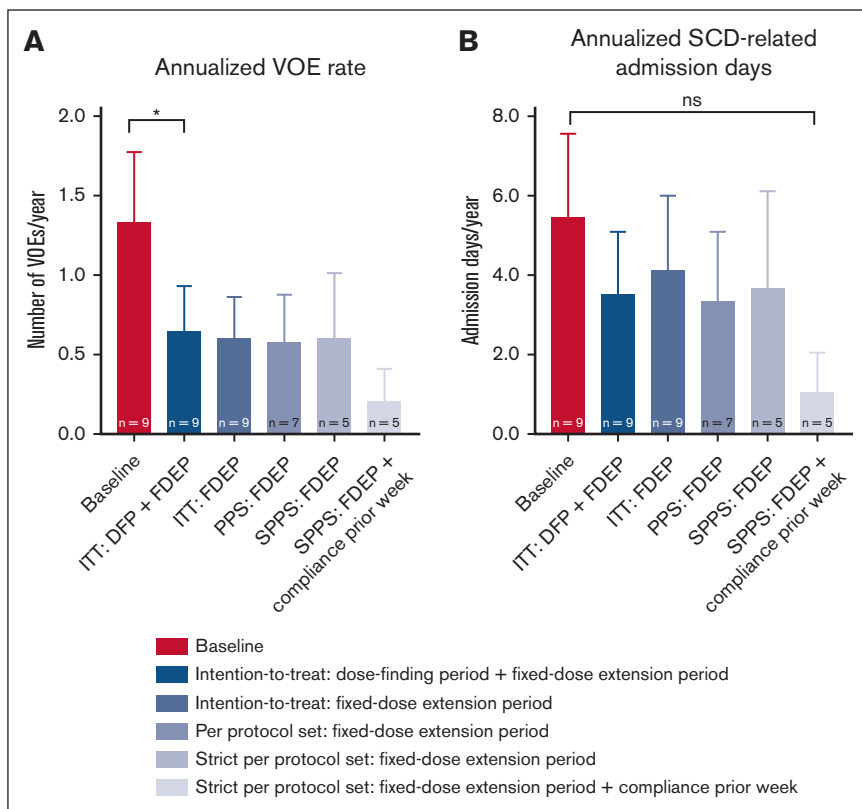 A
Annualized VOE rate
Number of VOEs/year
2.0
1.5
1.0
0.5
0.0
*
n = 9
n = 9
n = 9
n = 7
n = 5
n = 5
Baseline
ITT: DFP + FDEP
ITT: FDEP
PPS: FDEP
SPPS: FDEP
SPPS: FDEP +
compliance prior week
B
Annualized SCD-related
admission days
Admission days/year
8.0
6.0
4.0
2.0
0.0
ns
n = 9
n = 9
n = 9
n = 7
n = 5
n = 5
Baseline
ITT: DFP + FDEP
ITT: FDEP
PPS: FDEP
SPPS: FDEP
SPPS: FDEP +
compliance prior week
Baseline
Intention-to-treat: dose-finding period + fixed-dose extension period
Intention-to-treat: fixed-dose extension period
Per protocol set: fixed-dose extension period
Strict per protocol set: fixed-dose extension period
Strict per protocol set: fixed-dose extension period + compliance prior week